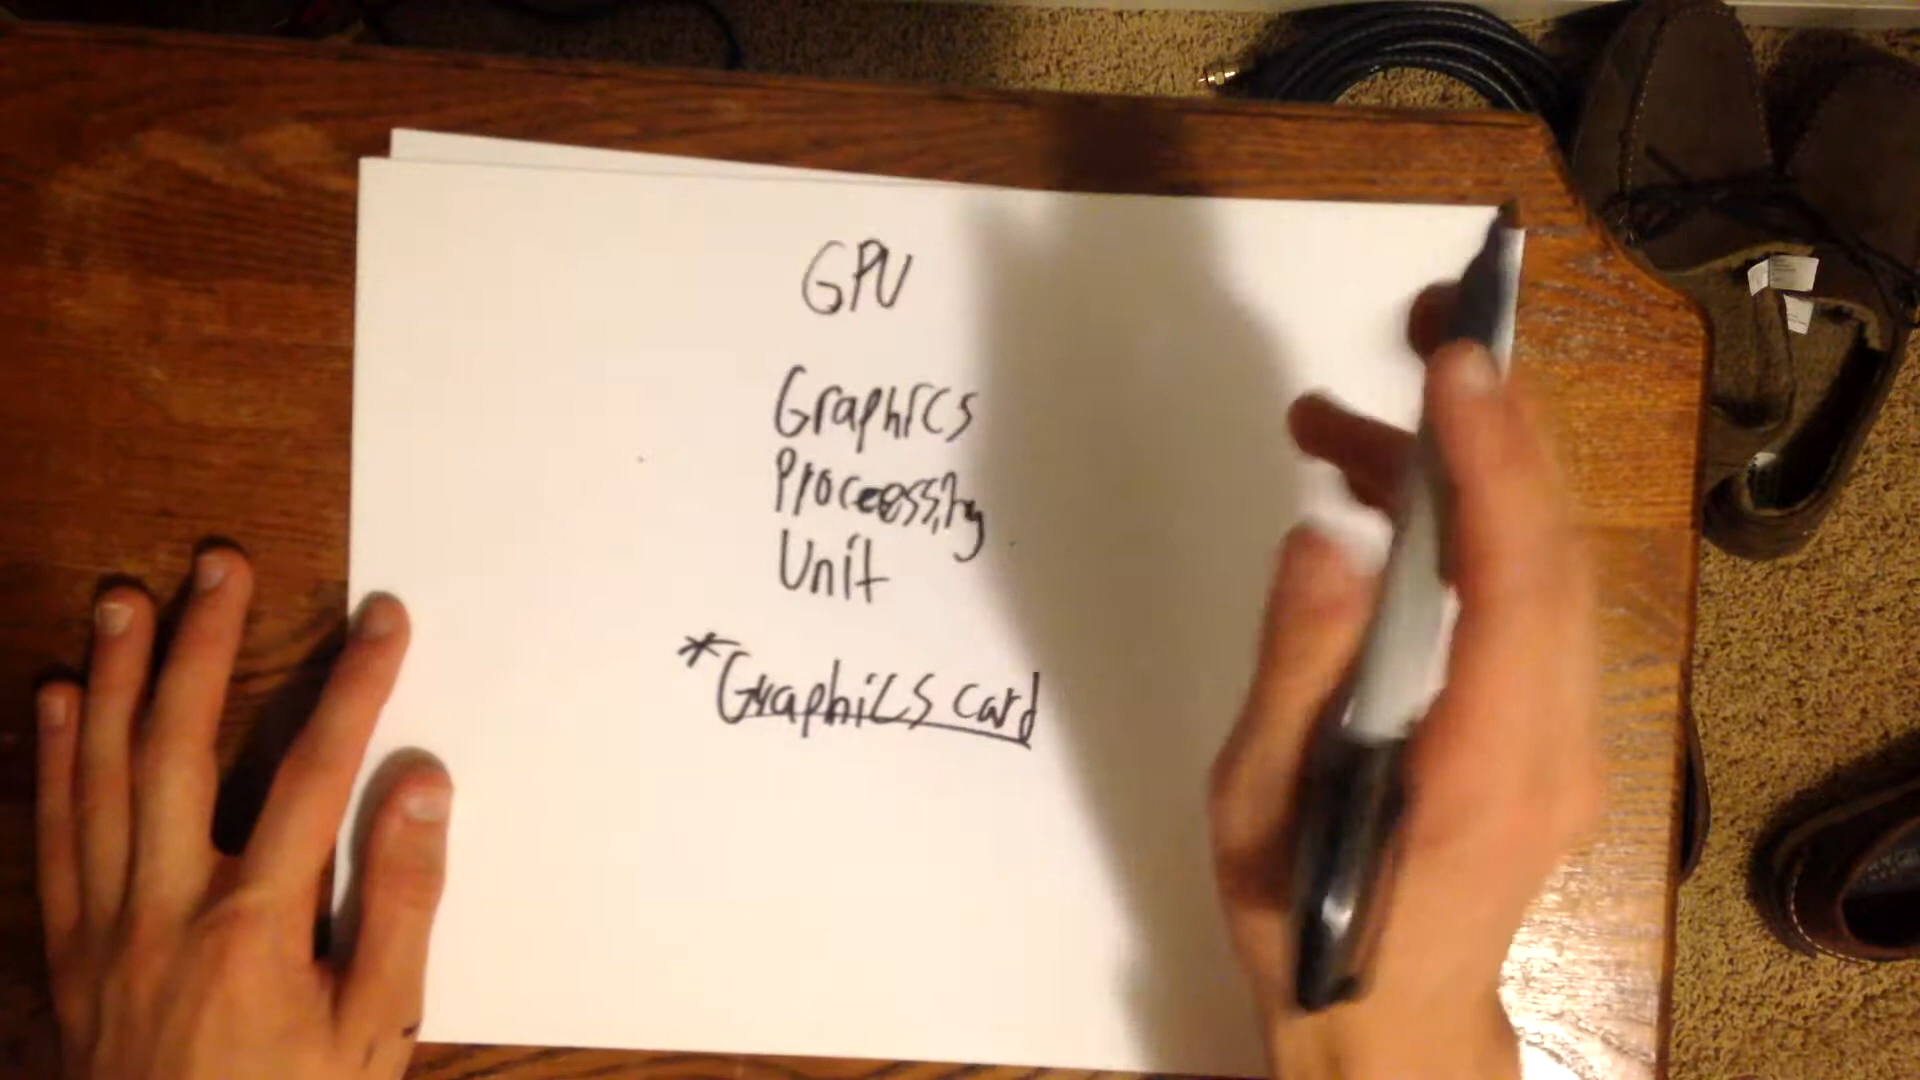 GPU
Graphics
Processing
Unit
*Graphics card